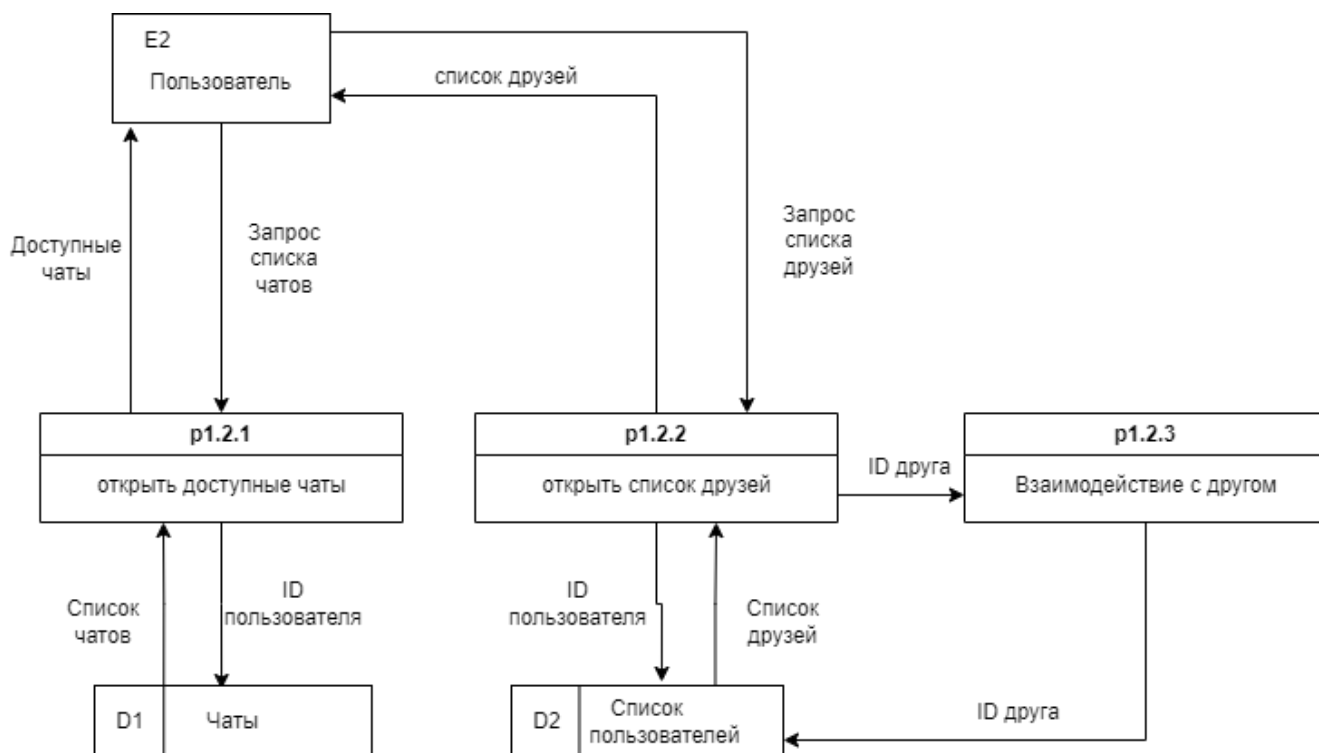 E2
Пользователь
список друзей
Доступные
чаты
Запрос
списка
чатов
Запрос
списка
друзей
p1.2.1
открыть доступные чаты
p1.2.2
открыть список друзей
ID друга
p1.2.3
Взаимодействие с другом
Список
чатов
ID
пользователя
ID
пользователя
Список
друзей
D1
Чаты
D2
Список
пользователей
ID друга